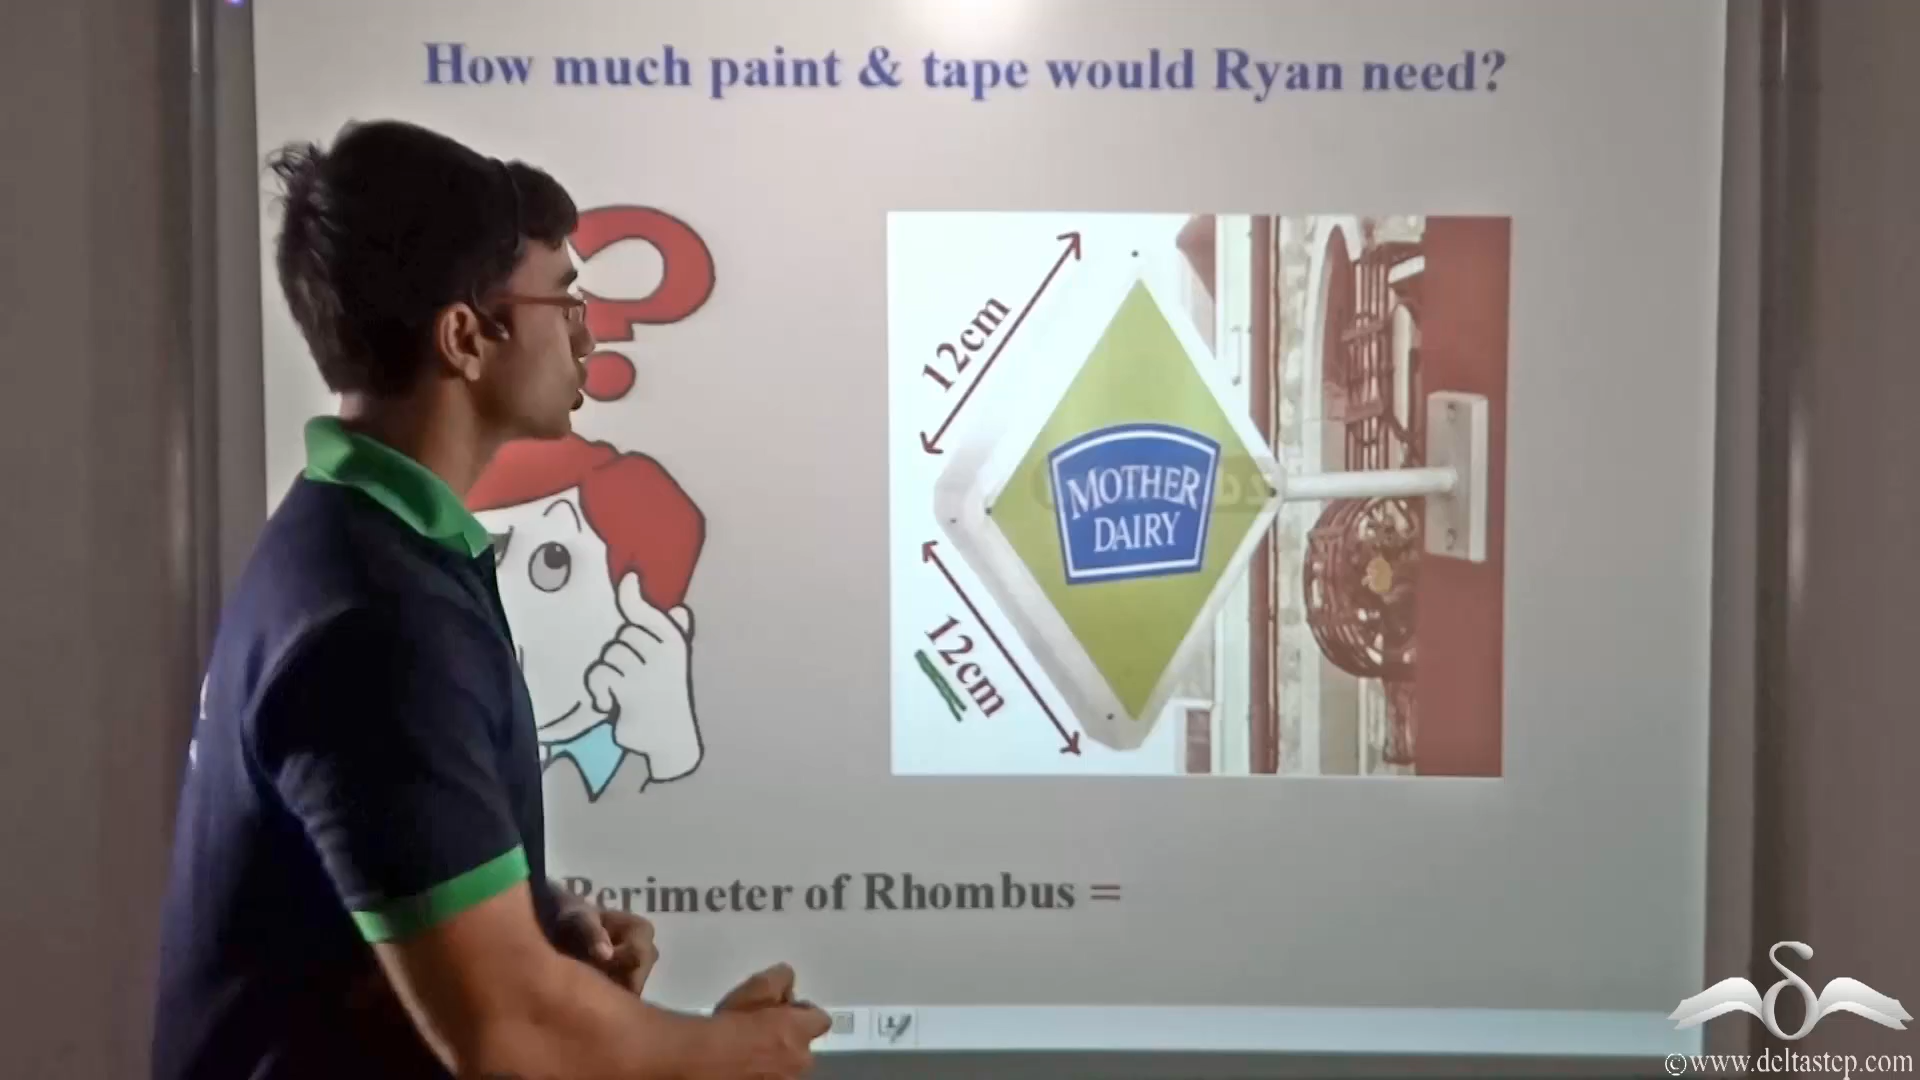 How much paint & tape would Ryan need?
12cm
MOTHER
DAIRY
12cm
Perimeter of Rhombus =
©www.deltastep.com